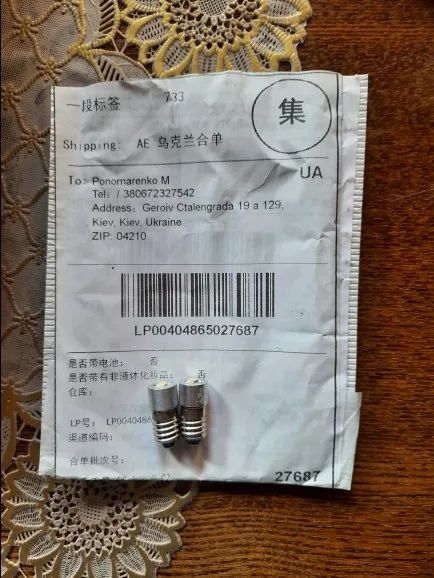 一段标签 733
集
Shipping: AE 乌克兰合单
UA
To: Ponomarenko M
Tel: / 380672327542
Address: Geroiv Ctalengrada 19 a 129,
Kiev, Kiev, Ukraine
ZIP: 04210
LP00404865027687
是否带电池: 否
是否带有非液体化妆品: 否
仓库:
LP号: LP0040486
渠道编码:
合单批次号:
27687